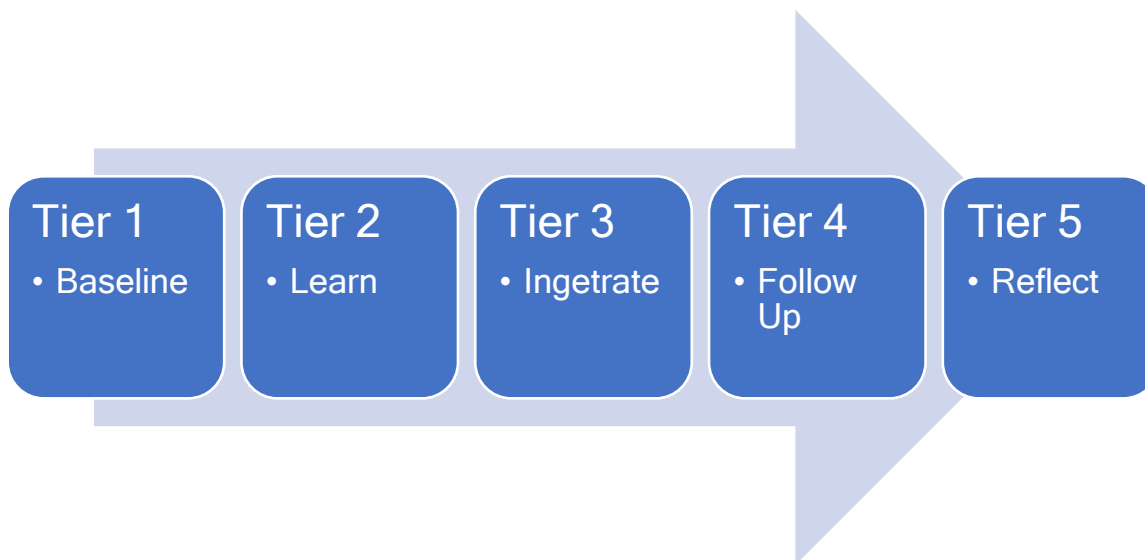 Tier 1
• Baseline
Tier 2
• Learn
Tier 3
• Ingetrate
Tier 4
• Follow
Up
Tier 5
• Reflect